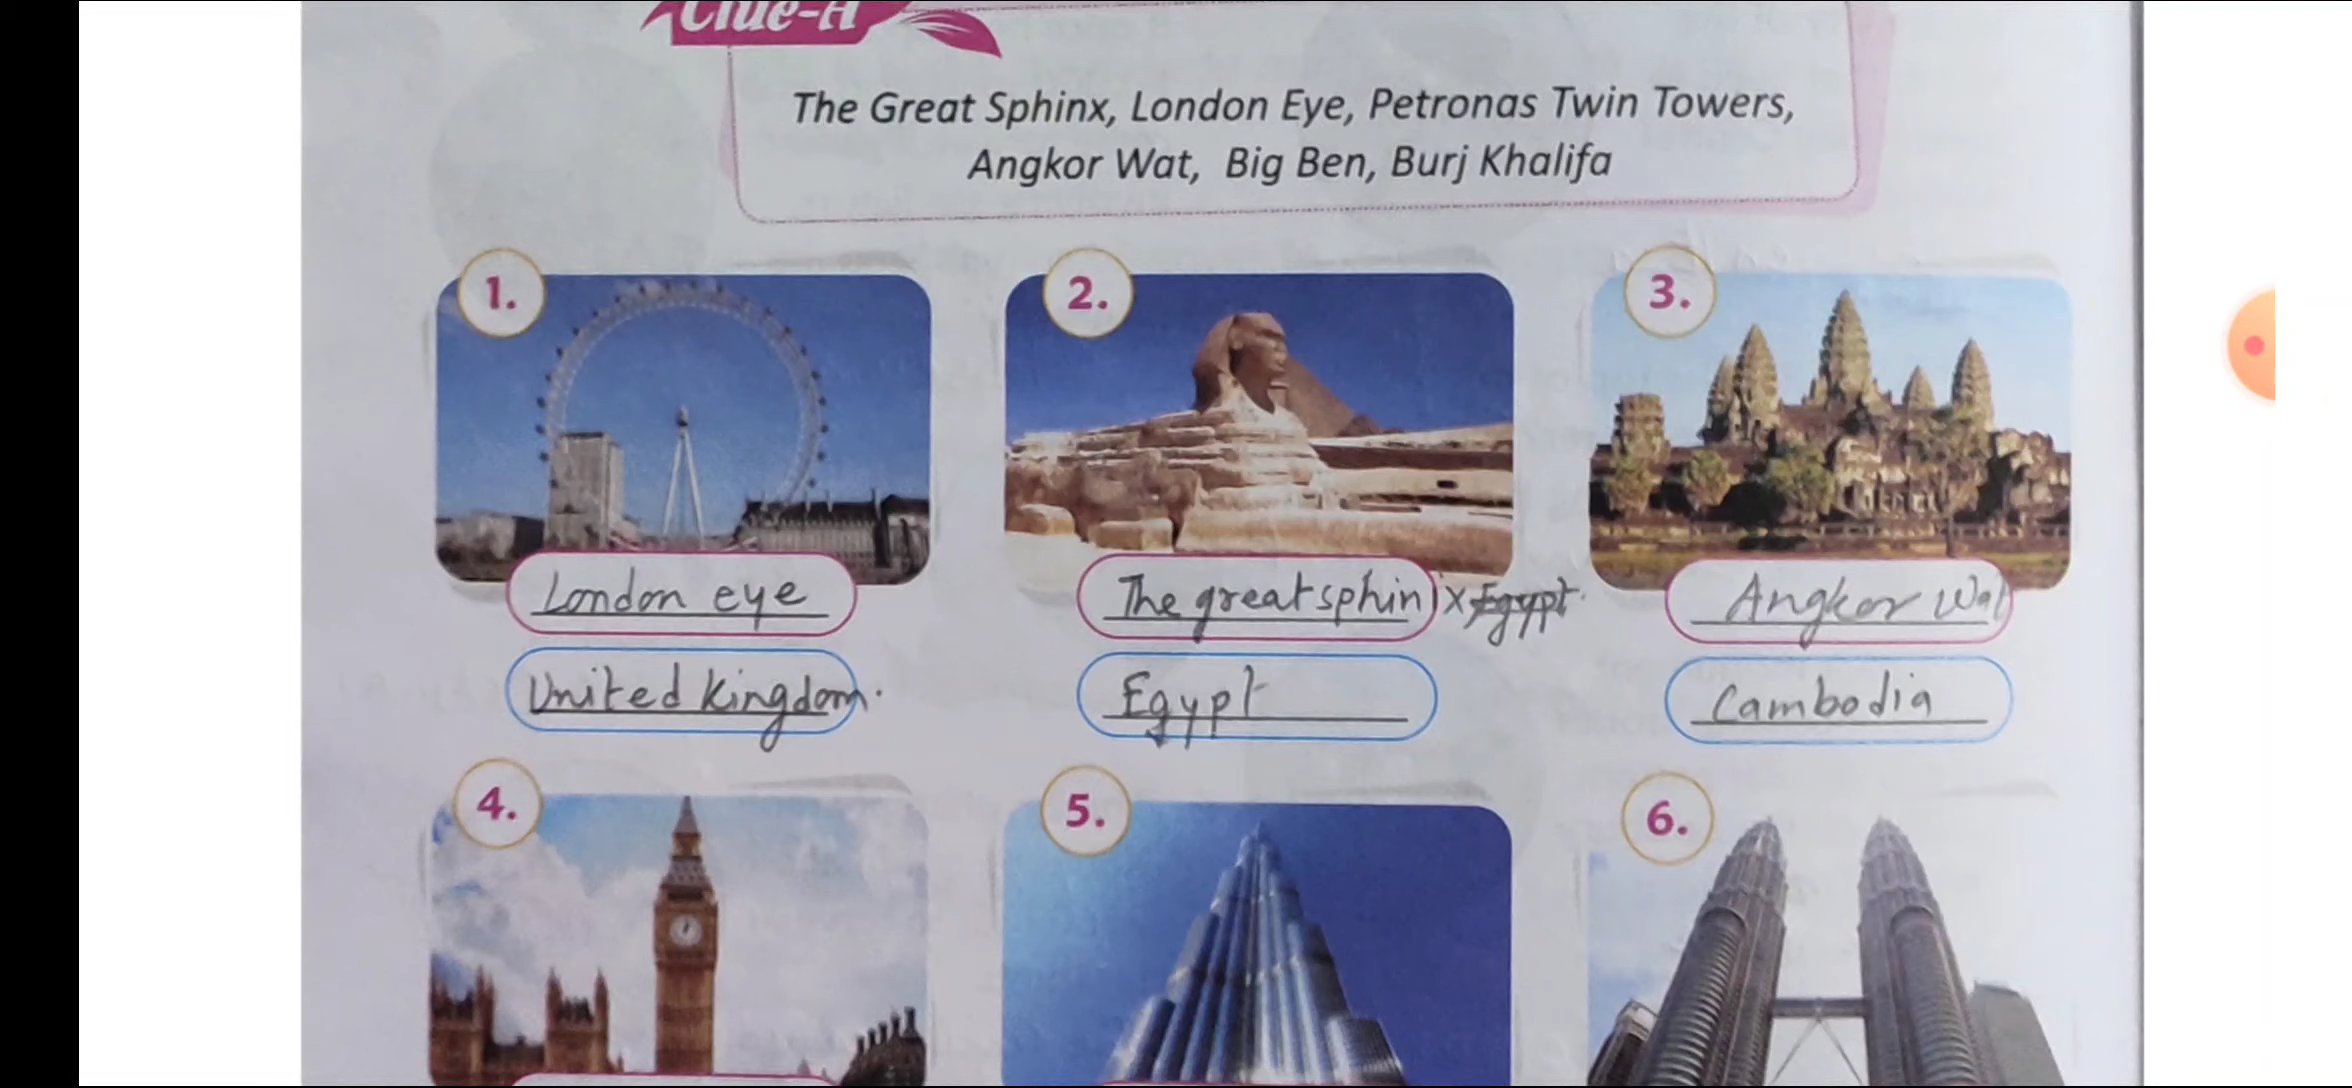 Clue-A
The Great Sphinx, London Eye, Petronas Twin Towers,
Angkor Wat, Big Ben, Burj Khalifa
1.
2.
3.
London eye
The great sphinx Egypt.
Angkor Wat
United kingdom.
Egypt
Cambodia
4.
5.
6.